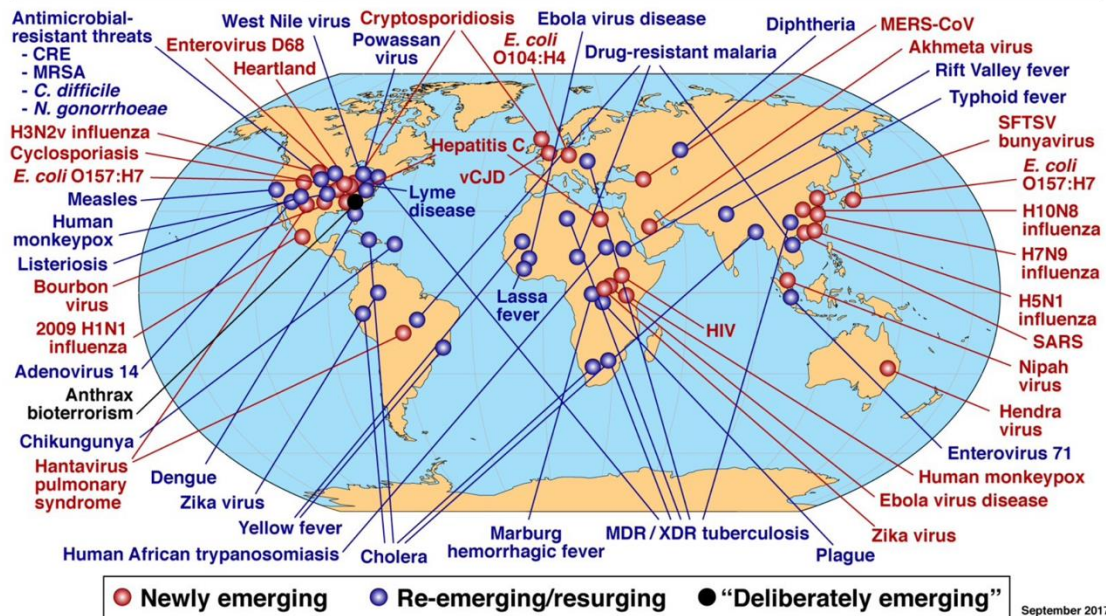 Antimicrobial-
resistant threats
- CRE
- MRSA
- C. difficile
- N. gonorrhoeae
West Nile virus
Enterovirus D68
Heartland
Cryptosporidiosis
Powassan
virus
Ebola virus disease
E. coli
O104:H4
Drug-resistant malaria
Diphtheria
MERS-CoV
Akhmeta virus
Rift Valley fever
Typhoid fever
SFTSV
bunyavirus
E. coli
O157:H7
H10N8
influenza
H7N9
influenza
H5N1
influenza
SARS
Nipah
virus
Hendra
virus
Enterovirus 71
Human monkeypox
Ebola virus disease
Zika virus
Plague
H3N2v influenza
Cyclosporiasis
E. coli O157:H7
Measles
Human
monkeypox
Listeriosis
Bourbon
virus
2009 H1N1
influenza
Adenovirus 14
Anthrax
bioterrorism
Chikungunya
Hantavirus
pulmonary
syndrome
Dengue
Zika virus
Yellow fever
Human African trypanosomiasis
Cholera
Marburg
hemorrhagic fever
MDR / XDR tuberculosis
Hepatitis C
vCJD
Lyme
disease
Lassa
fever
HIV
Newly emerging
Re-emerging/resurging
“Deliberately emerging”
September 2017